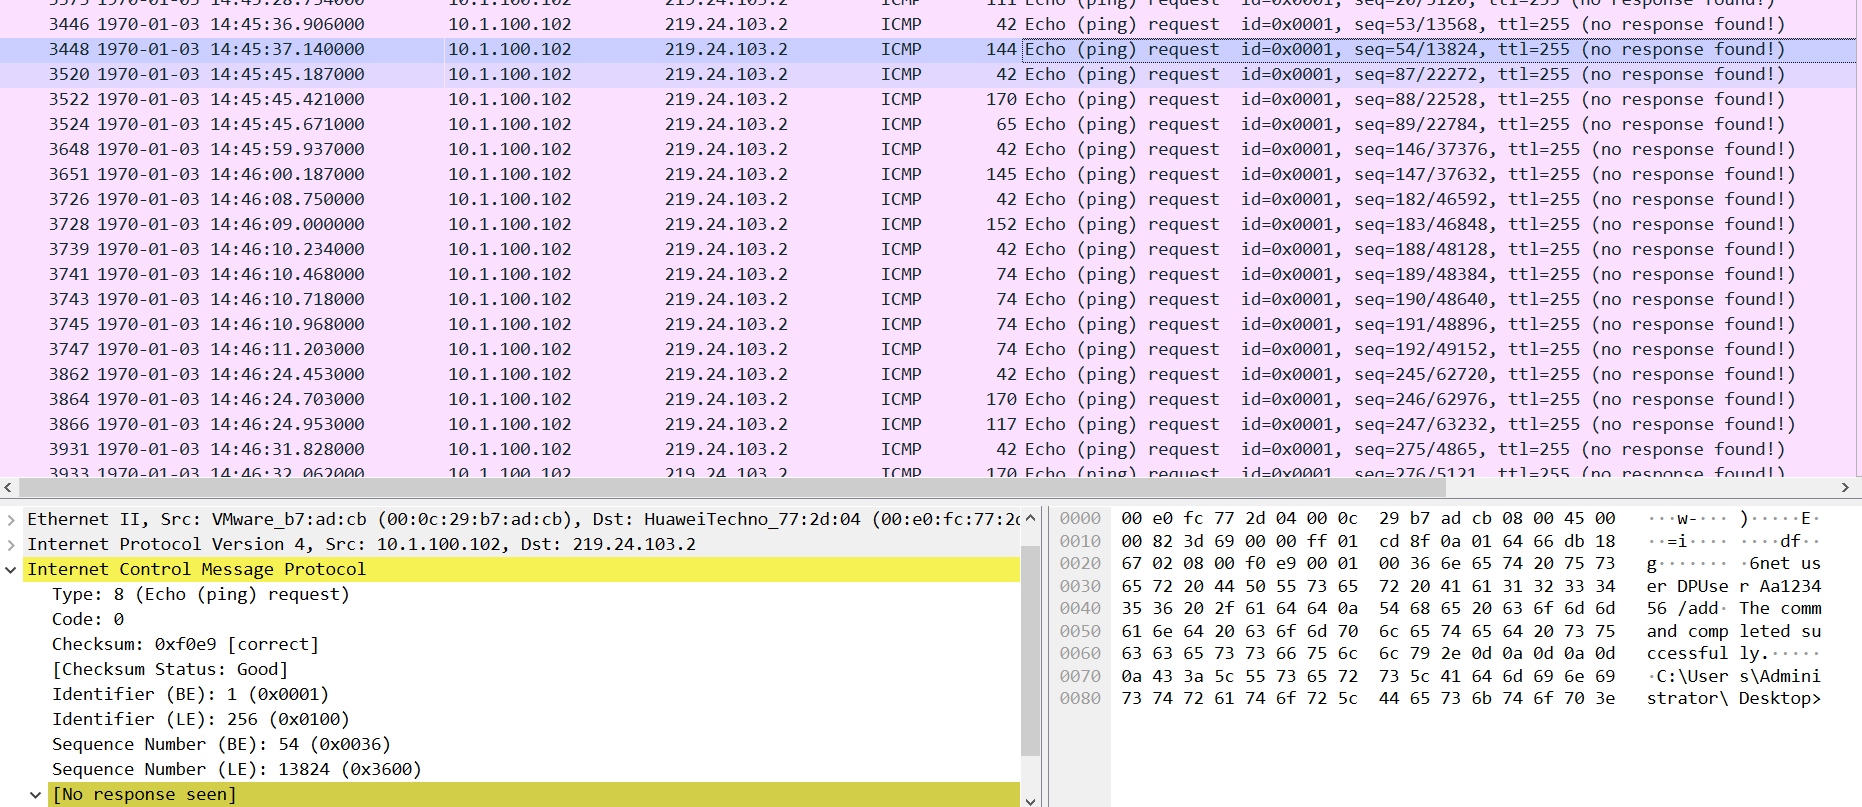 3373 1970-01-03 14:45:28.734000 10.1.100.102 219.24.103.2 ICMP 111 Echo (ping) request id=0x0001, seq=20/5120, ttl=255 (no response found!)
3446 1970-01-03 14:45:36.906000 10.1.100.102 219.24.103.2 ICMP 42 Echo (ping) request id=0x0001, seq=53/13568, ttl=255 (no response found!)
3448 1970-01-03 14:45:37.140000 10.1.100.102 219.24.103.2 ICMP 144 Echo (ping) request id=0x0001, seq=54/13824, ttl=255 (no response found!)
3520 1970-01-03 14:45:45.187000 10.1.100.102 219.24.103.2 ICMP 42 Echo (ping) request id=0x0001, seq=87/22272, ttl=255 (no response found!)
3522 1970-01-03 14:45:45.421000 10.1.100.102 219.24.103.2 ICMP 170 Echo (ping) request id=0x0001, seq=88/22528, ttl=255 (no response found!)
3524 1970-01-03 14:45:45.671000 10.1.100.102 219.24.103.2 ICMP 65 Echo (ping) request id=0x0001, seq=89/22784, ttl=255 (no response found!)
3648 1970-01-03 14:45:59.937000 10.1.100.102 219.24.103.2 ICMP 42 Echo (ping) request id=0x0001, seq=146/37376, ttl=255 (no response found!)
3651 1970-01-03 14:46:00.187000 10.1.100.102 219.24.103.2 ICMP 145 Echo (ping) request id=0x0001, seq=147/37632, ttl=255 (no response found!)
3726 1970-01-03 14:46:08.750000 10.1.100.102 219.24.103.2 ICMP 42 Echo (ping) request id=0x0001, seq=182/46592, ttl=255 (no response found!)
3728 1970-01-03 14:46:09.000000 10.1.100.102 219.24.103.2 ICMP 152 Echo (ping) request id=0x0001, seq=183/46848, ttl=255 (no response found!)
3739 1970-01-03 14:46:10.234000 10.1.100.102 219.24.103.2 ICMP 42 Echo (ping) request id=0x0001, seq=188/48128, ttl=255 (no response found!)
3741 1970-01-03 14:46:10.468000 10.1.100.102 219.24.103.2 ICMP 74 Echo (ping) request id=0x0001, seq=189/48384, ttl=255 (no response found!)
3743 1970-01-03 14:46:10.718000 10.1.100.102 219.24.103.2 ICMP 74 Echo (ping) request id=0x0001, seq=190/48640, ttl=255 (no response found!)
3745 1970-01-03 14:46:10.968000 10.1.100.102 219.24.103.2 ICMP 74 Echo (ping) request id=0x0001, seq=191/48896, ttl=255 (no response found!)
3747 1970-01-03 14:46:11.203000 10.1.100.102 219.24.103.2 ICMP 74 Echo (ping) request id=0x0001, seq=192/49152, ttl=255 (no response found!)
3862 1970-01-03 14:46:24.453000 10.1.100.102 219.24.103.2 ICMP 42 Echo (ping) request id=0x0001, seq=245/62720, ttl=255 (no response found!)
3864 1970-01-03 14:46:24.703000 10.1.100.102 219.24.103.2 ICMP 170 Echo (ping) request id=0x0001, seq=246/62976, ttl=255 (no response found!)
3866 1970-01-03 14:46:24.953000 10.1.100.102 219.24.103.2 ICMP 117 Echo (ping) request id=0x0001, seq=247/63232, ttl=255 (no response found!)
3931 1970-01-03 14:46:31.828000 10.1.100.102 219.24.103.2 ICMP 42 Echo (ping) request id=0x0001, seq=275/4865, ttl=255 (no response found!)
3933 1970-01-03 14:46:32.062000 10.1.100.102 219.24.103.2 ICMP 170 Echo (ping) request id=0x0001, seq=276/5121, ttl=255 (no response found!)
Ethernet II, Src: VMware_b7:ad:cb (00:0c:29:b7:ad:cb), Dst: HuaweiTechno_77:2d:04 (00:e0:fc:77:2d
Internet Protocol Version 4, Src: 10.1.100.102, Dst: 219.24.103.2
Internet Control Message Protocol
Type: 8 (Echo (ping) request)
Code: 0
Checksum: 0xf0e9 [correct]
[Checksum Status: Good]
Identifier (BE): 1 (0x0001)
Identifier (LE): 256 (0x0100)
Sequence Number (BE): 54 (0x0036)
Sequence Number (LE): 13824 (0x3600)
[No response seen]
0000 00 e0 fc 77 2d 04 00 0c 29 b7 ad cb 08 00 45 00 ···w-··· )·····E·
0010 00 82 3d 69 00 00 ff 01 cd 8f 0a 01 64 66 db 18 ··=i···· ····df··
0020 67 02 08 00 f0 e9 00 01 00 36 6e 65 74 20 75 73 g······· ·6net us
0030 65 72 20 44 50 55 73 65 72 20 41 61 31 32 33 34 er DPUse r Aa1234
0040 35 36 20 2f 61 64 64 0a 54 68 65 20 63 6f 6d 6d 56 /add· The comm
0050 61 6e 64 20 63 6f 6d 70 6c 65 74 65 64 20 73 75 and comp leted su
0060 63 63 65 73 73 66 75 6c 6c 79 2e 0d 0a 0d 0a 0d ccessful ly.·····
0070 0a 43 3a 5c 55 73 65 72 73 5c 41 64 6d 69 6e 69 ·C:\User s\Admini
0080 73 74 72 61 74 6f 72 5c 44 65 73 6b 74 6f 70 3e strator\ Desktop>